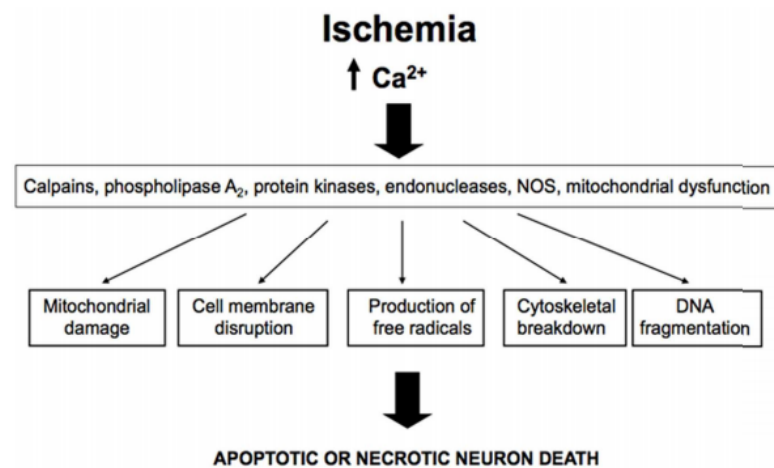 Ischemia
↑ Ca²⁺
Calpains, phospholipase A₂, protein kinases, endonucleases, NOS, mitochondrial dysfunction
Mitochondrial
damage
Cell membrane
disruption
Production of
free radicals
Cytoskeletal
breakdown
DNA
fragmentation
APOPTOTIC OR NECROTIC NEURON DEATH